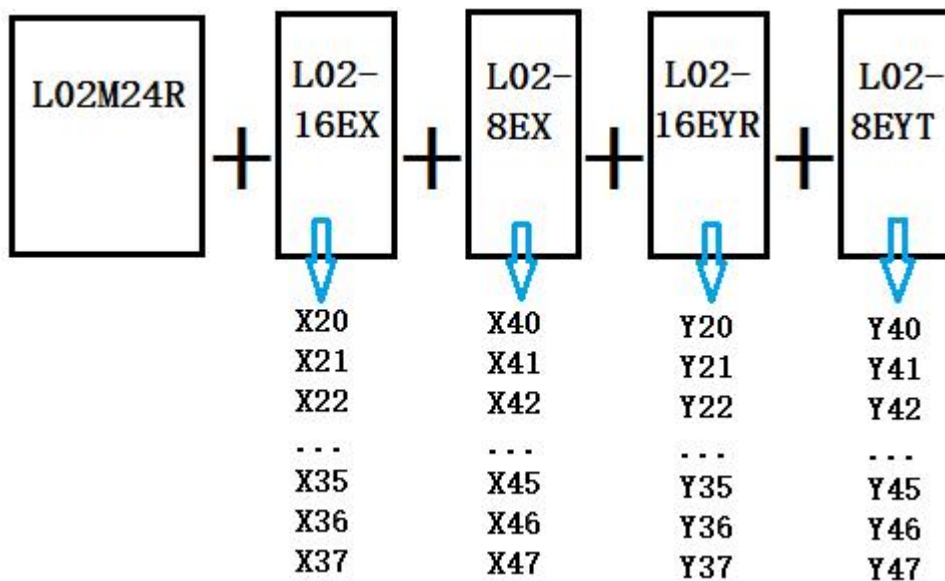 L02M24R
L02-
16EX
L02-
8EX
L02-
16EYR
L02-
8EYT
X20
X21
X22
...
X35
X36
X37
X40
X41
X42
...
X45
X46
X47
Y20
Y21
Y22
...
Y35
Y36
Y37
Y40
Y41
Y42
...
Y45
Y46
Y47